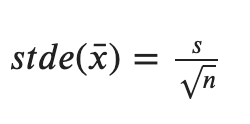 stde(x̄) = s/√n